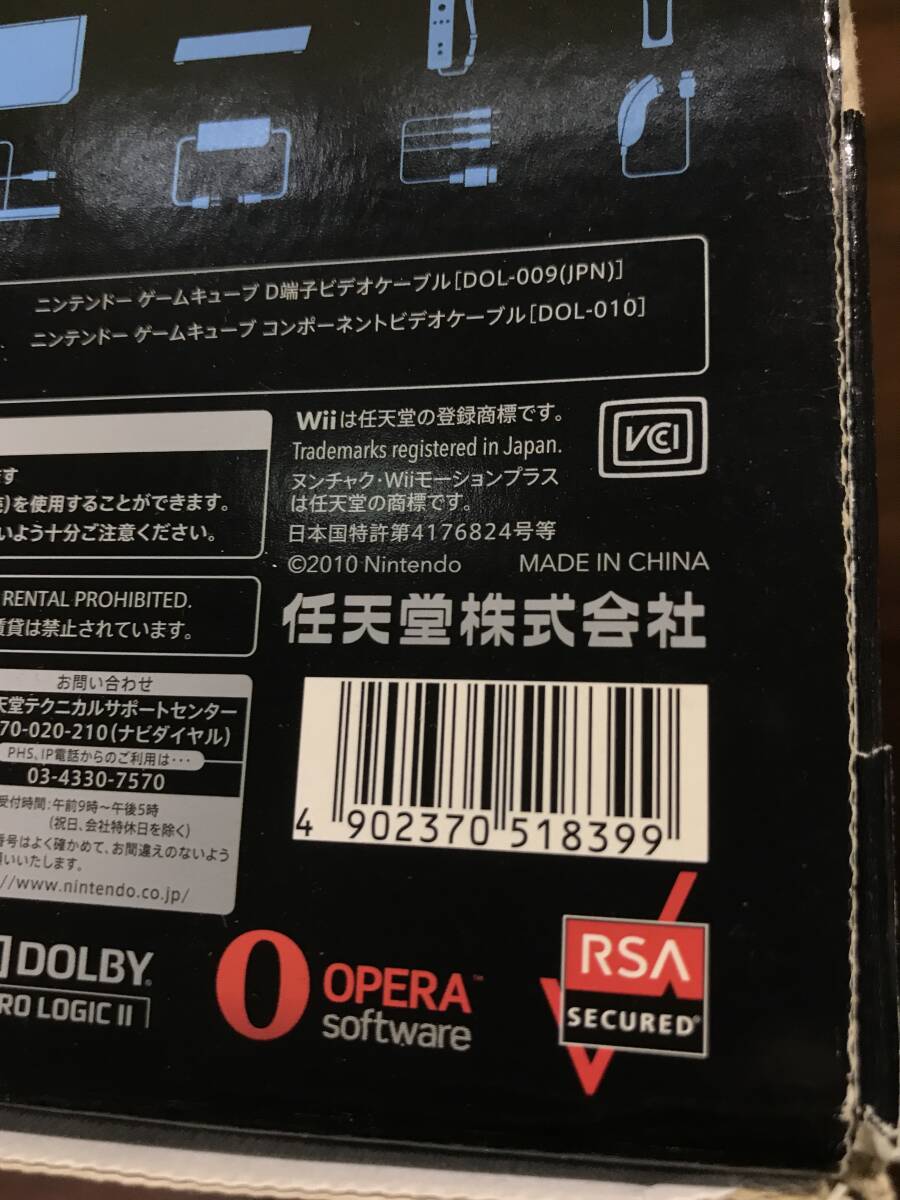 ニンテンドー ゲームキューブ D端子ビデオケーブル[DOL-009(JPN)]
ニンテンドー ゲームキューブ コンポーネントビデオケーブル[DOL-010]
Wiiは任天堂の登録商標です。
Trademarks registered in Japan.
ヌンチャク・Wiiモーションプラス
は任天堂の商標です。
日本国特許第4176824号等
©2010 Nintendo MADE IN CHINA
VCCI
任天堂株式会社
ます
)を使用することができます。
いよう十分ご注意ください。
RENTAL PROHIBITED.
賃貸は禁止されています。
お問い合わせ
天堂テクニカルサポートセンター
70-020-210(ナビダイヤル)
PHS、IP電話からのご利用は・・・
03-4330-7570
受付時間:午前9時～午後5時
(祝日、会社特休日を除く)
番号はよく確かめて、お間違えのないよう
願いいたします。
//www.nintendo.co.jp/
4 902370 518399
DOLBY
RO LOGIC II
OPERA™
software
RSA
SECURED®